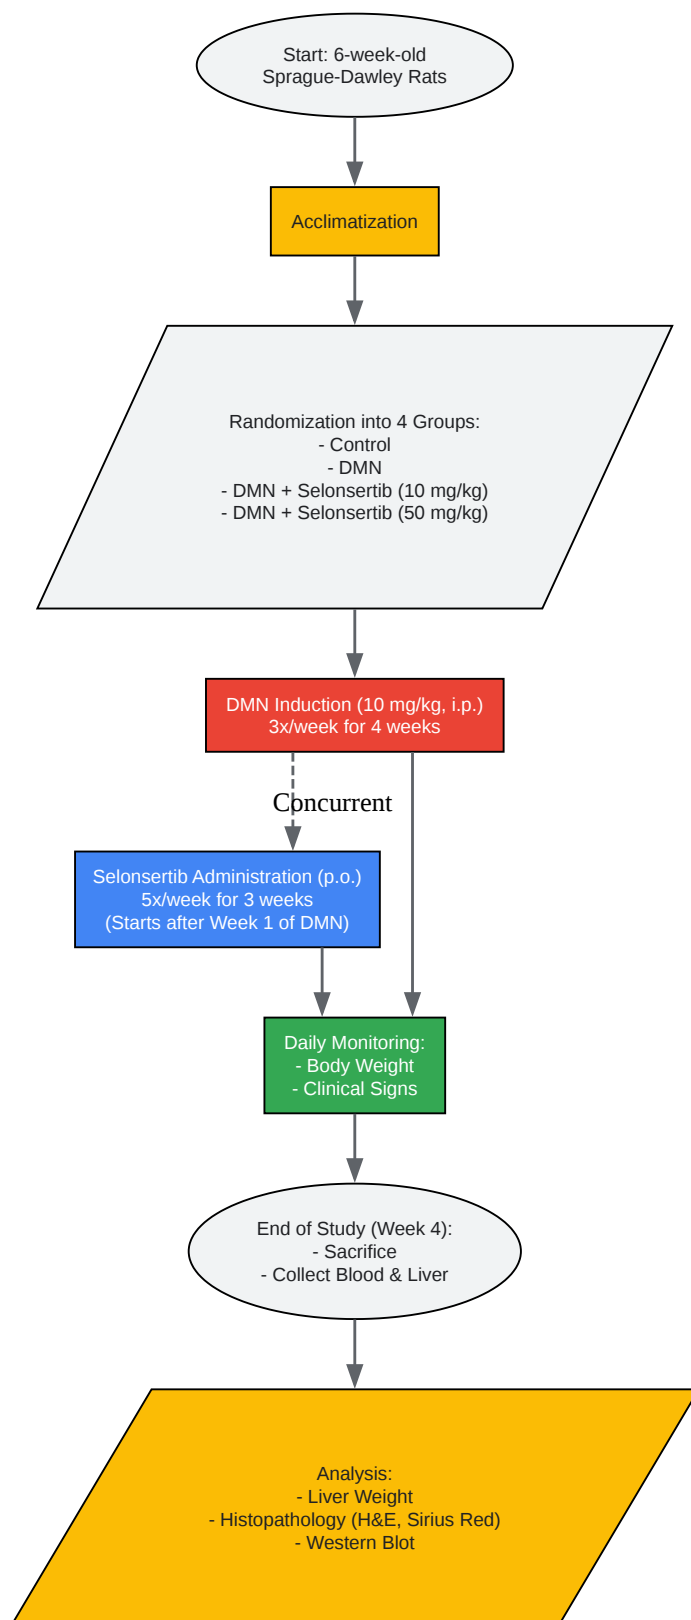 Start: 6-week-old
Sprague-Dawley Rats
Acclimatization
Randomization into 4 Groups:
- Control
- DMN
- DMN + Selonsertib (10 mg/kg)
- DMN + Selonsertib (50 mg/kg)
DMN Induction (10 mg/kg, i.p.)
3x/week for 4 weeks
Concurrent
Selonsertib Administration (p.o.)
5x/week for 3 weeks
(Starts after Week 1 of DMN)
Daily Monitoring:
- Body Weight
- Clinical Signs
End of Study (Week 4):
- Sacrifice
- Collect Blood & Liver
Analysis:
- Liver Weight
- Histopathology (H&E, Sirius Red)
- Western Blot